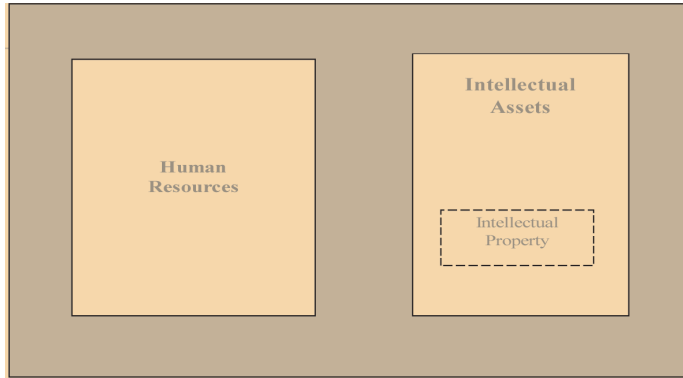 Human
Resources
Intellectual
Assets
Intellectual
Property